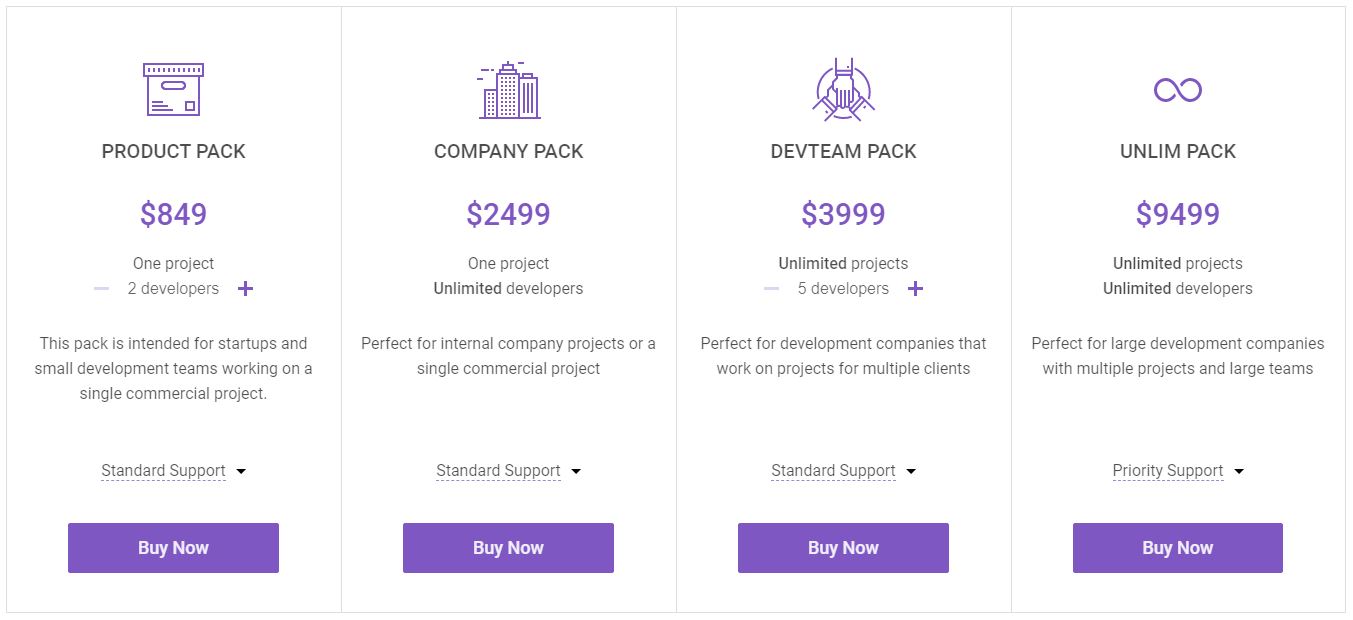 PRODUCT PACK
$849
One project
2 developers
This pack is intended for startups and
small development teams working on a
single commercial project.
Standard Support
Buy Now
COMPANY PACK
$2499
One project
Unlimited developers
Perfect for internal company projects or a
single commercial project
Standard Support
Buy Now
DEVTEAM PACK
$3999
Unlimited projects
5 developers
Perfect for development companies that
work on projects for multiple clients
Standard Support
Buy Now
UNLIM PACK
$9499
Unlimited projects
Unlimited developers
Perfect for large development companies
with multiple projects and large teams
Priority Support
Buy Now